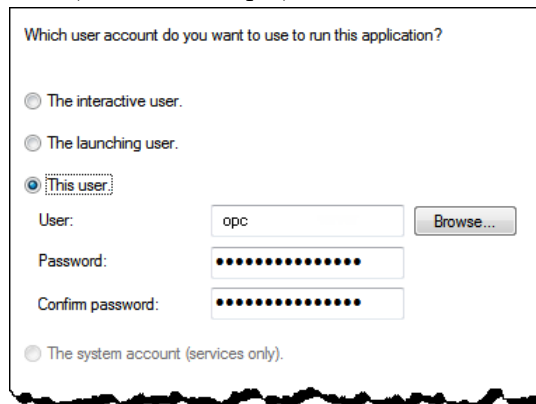 Which user account do you want to use to run this application?
The interactive user.
The launching user.
This user.
User: opc Browse...
Password: •••••••••••••••
Confirm password: •••••••••••••••
The system account (services only).